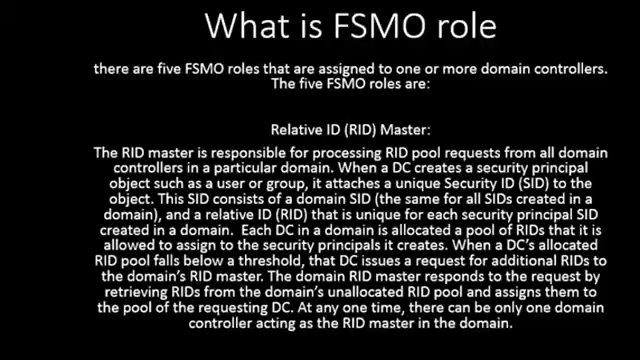 What is FSMO role
there are five FSMO roles that are assigned to one or more domain controllers.
The five FSMO roles are:
Relative ID (RID) Master:
The RID master is responsible for processing RID pool requests from all domain
controllers in a particular domain. When a DC creates a security principal
object such as a user or group, it attaches a unique Security ID (SID) to the
object. This SID consists of a domain SID (the same for all SIDs created in a
domain), and a relative ID (RID) that is unique for each security principal SID
created in a domain.  Each DC in a domain is allocated a pool of RIDs that it is
allowed to assign to the security principals it creates. When a DC's allocated
RID pool falls below a threshold, that DC issues a request for additional RIDs to
the domain's RID master. The domain RID master responds to the request by
retrieving RIDs from the domain's unallocated RID pool and assigns them to
the pool of the requesting DC. At any one time, there can be only one domain
controller acting as the RID master in the domain.